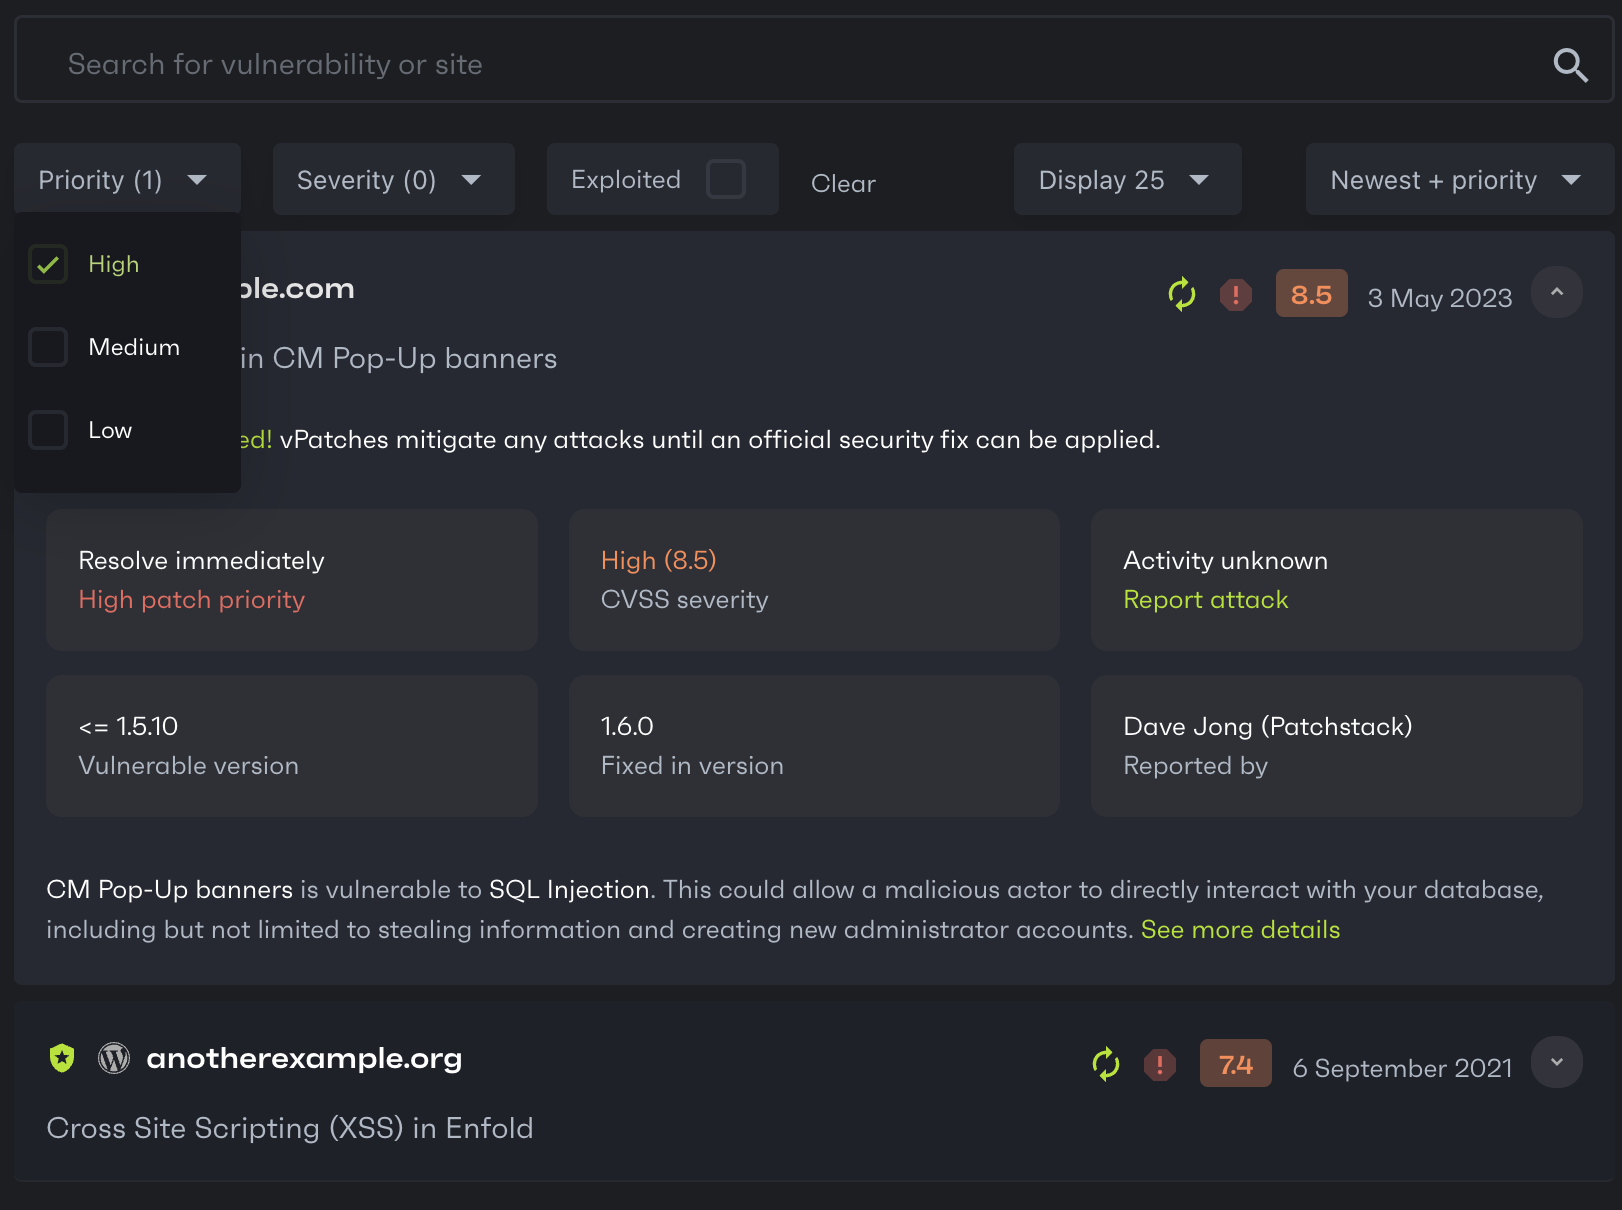 Search for vulnerability or site
Priority (1) Severity (0) Exploited Clear Display 25 Newest + priority
High
Medium
Low
ple.com 8.5 3 May 2023
in CM Pop-Up banners
ed! vPatches mitigate any attacks until an official security fix can be applied.
Resolve immediately
High patch priority
High (8.5)
CVSS severity
Activity unknown
Report attack
<= 1.5.10
Vulnerable version
1.6.0
Fixed in version
Dave Jong (Patchstack)
Reported by
CM Pop-Up banners is vulnerable to SQL Injection. This could allow a malicious actor to directly interact with your database,
including but not limited to stealing information and creating new administrator accounts. See more details
anotherexample.org 7.4 6 September 2021
Cross Site Scripting (XSS) in Enfold